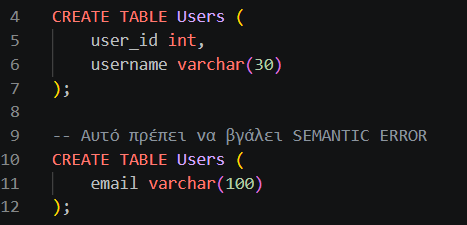 4 CREATE TABLE Users (
5     user_id int,
6     username varchar(30)
7 );
8
9 -- Αυτό πρέπει να βγάλει SEMANTIC ERROR
10 CREATE TABLE Users (
11     email varchar(100)
12 );